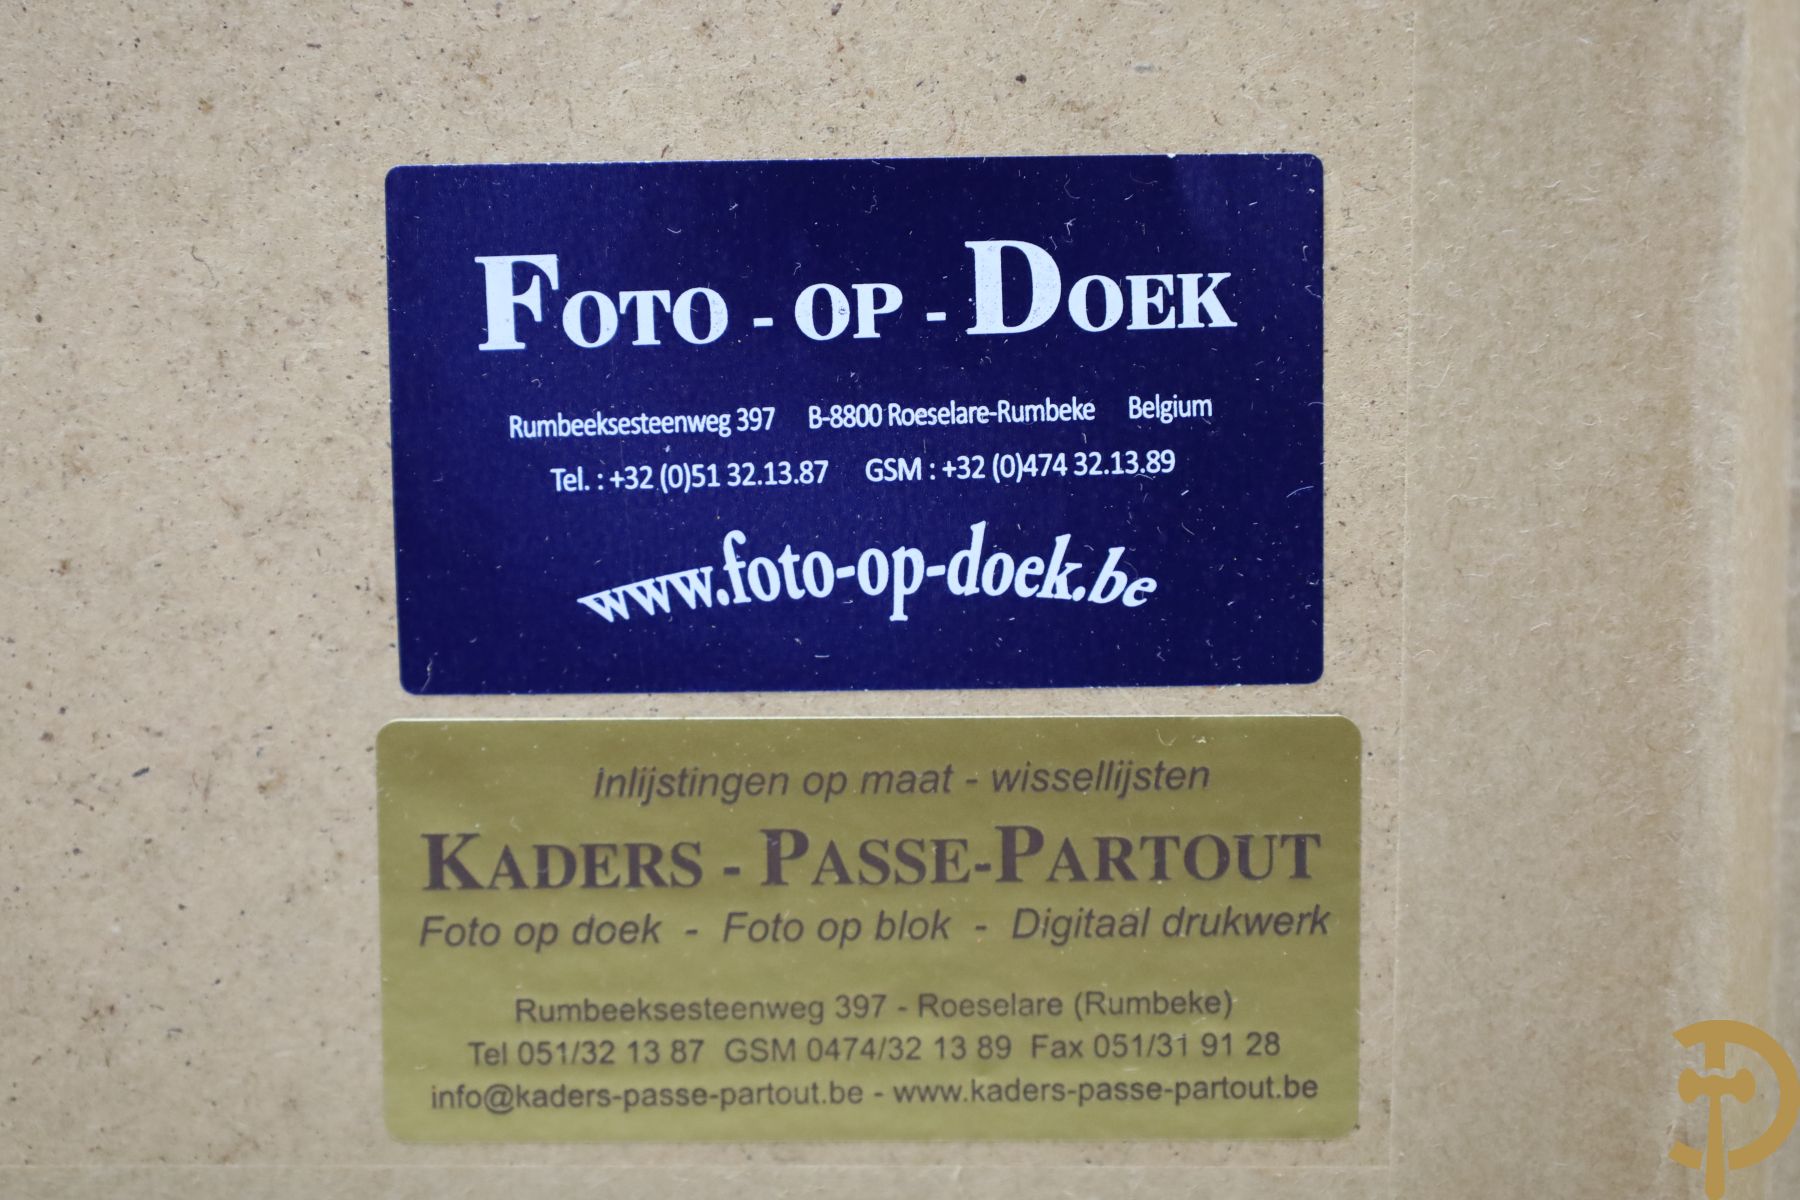 FOTO - OP - DOEK
Rumbeeksesteenweg 397 B-8800 Roeselare-Rumbeke Belgium
Tel. : +32 (0)51 32.13.87 GSM : +32 (0)474 32.13.89
www.foto-op-doek.be
Inlijstingen op maat - wissellijsten
KADERS - PASSE-PARTOUT
Foto op doek - Foto op blok - Digitaal drukwerk
Rumbeeksesteenweg 397 - Roeselare (Rumbeke)
Tel 051/32 13 87 GSM 0474/32 13 89 Fax 051/31 91 28
info@kaders-passe-partout.be - www.kaders-passe-partout.be